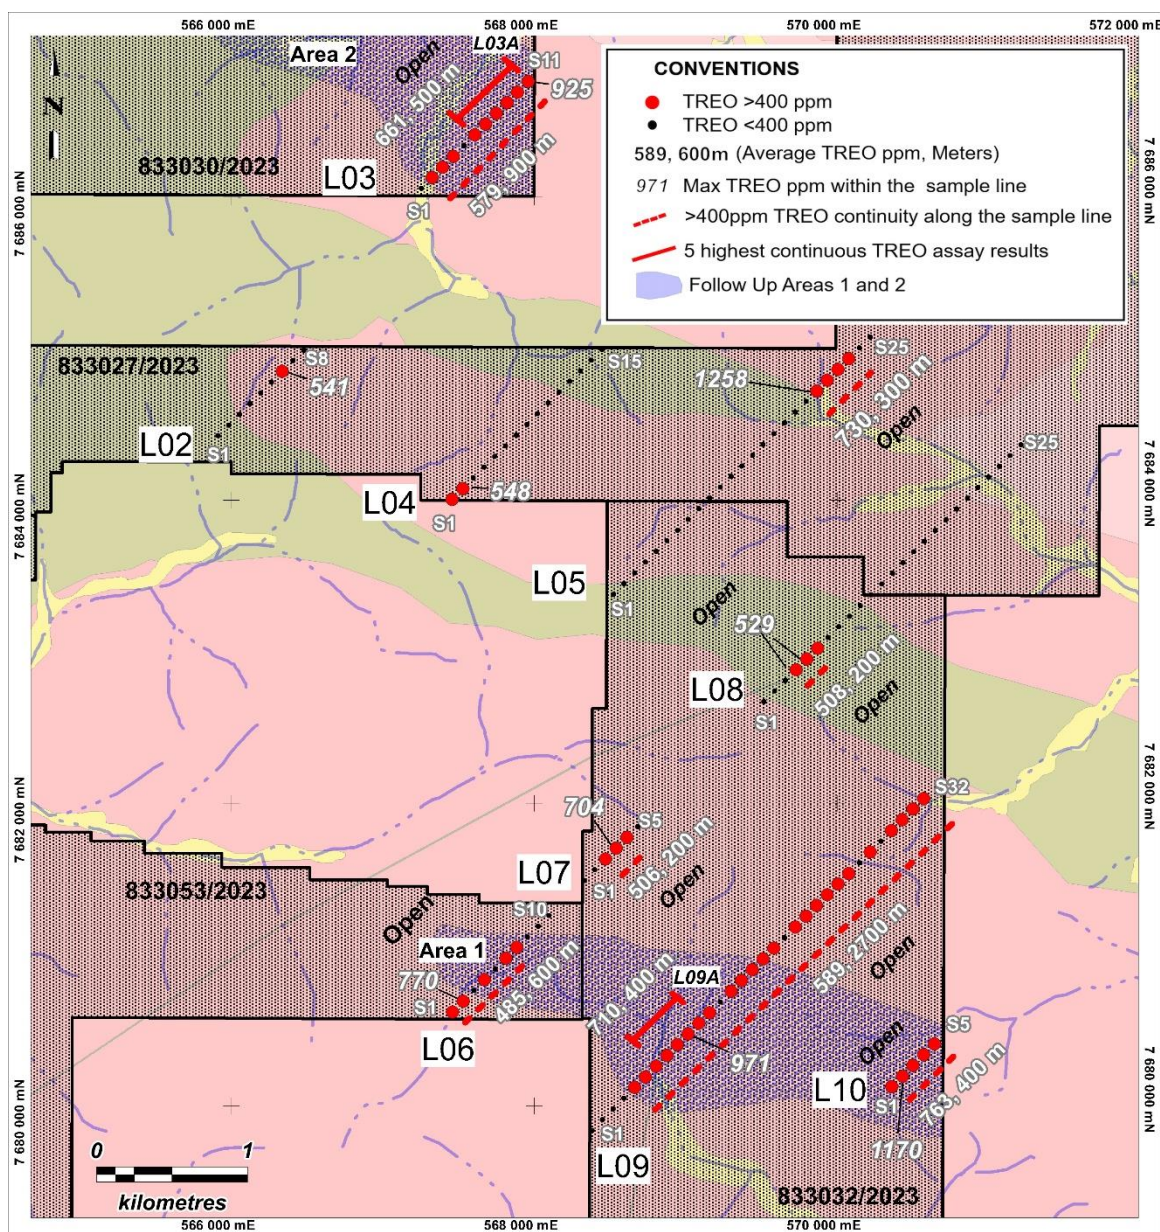 566 000 mE
568 000 mE
570 000 mE
572 000 mE
Area 2
Open
L03A
S11
925
661, 500 m
N
833030/2023
L03
S1
579, 900 m
CONVENTIONS
TREO >400 ppm
TREO <400 ppm
589, 600m (Average TREO ppm, Meters)
971 Max TREO ppm within the sample line
>400ppm TREO continuity along the sample line
5 highest continuous TREO assay results
Follow Up Areas 1 and 2
7 686 000 mN
7 686 000 mN
833027/2023
S8
541
L02
S1
S15
L04
548
S1
1258
S25
730, 300 m
Open
S25
7 684 000 mN
7 684 000 mN
L05
S1
Open
529
L08
S1
508, 200 m
Open
7 682 000 mN
7 682 000 mN
704
S5
L07
S1
506, 200 m
Open
S32
833053/2023
Open
S10
Area 1
770
S1
485, 600 m
L06
710, 400 m
L09A
589, 2700 m
Open
971
Open
S5
L10
S1
763, 400 m
1170
7 680 000 mN
7 680 000 mN
S1
L09
833032/2023
0
1
kilometres
566 000 mE
568 000 mE
570 000 mE